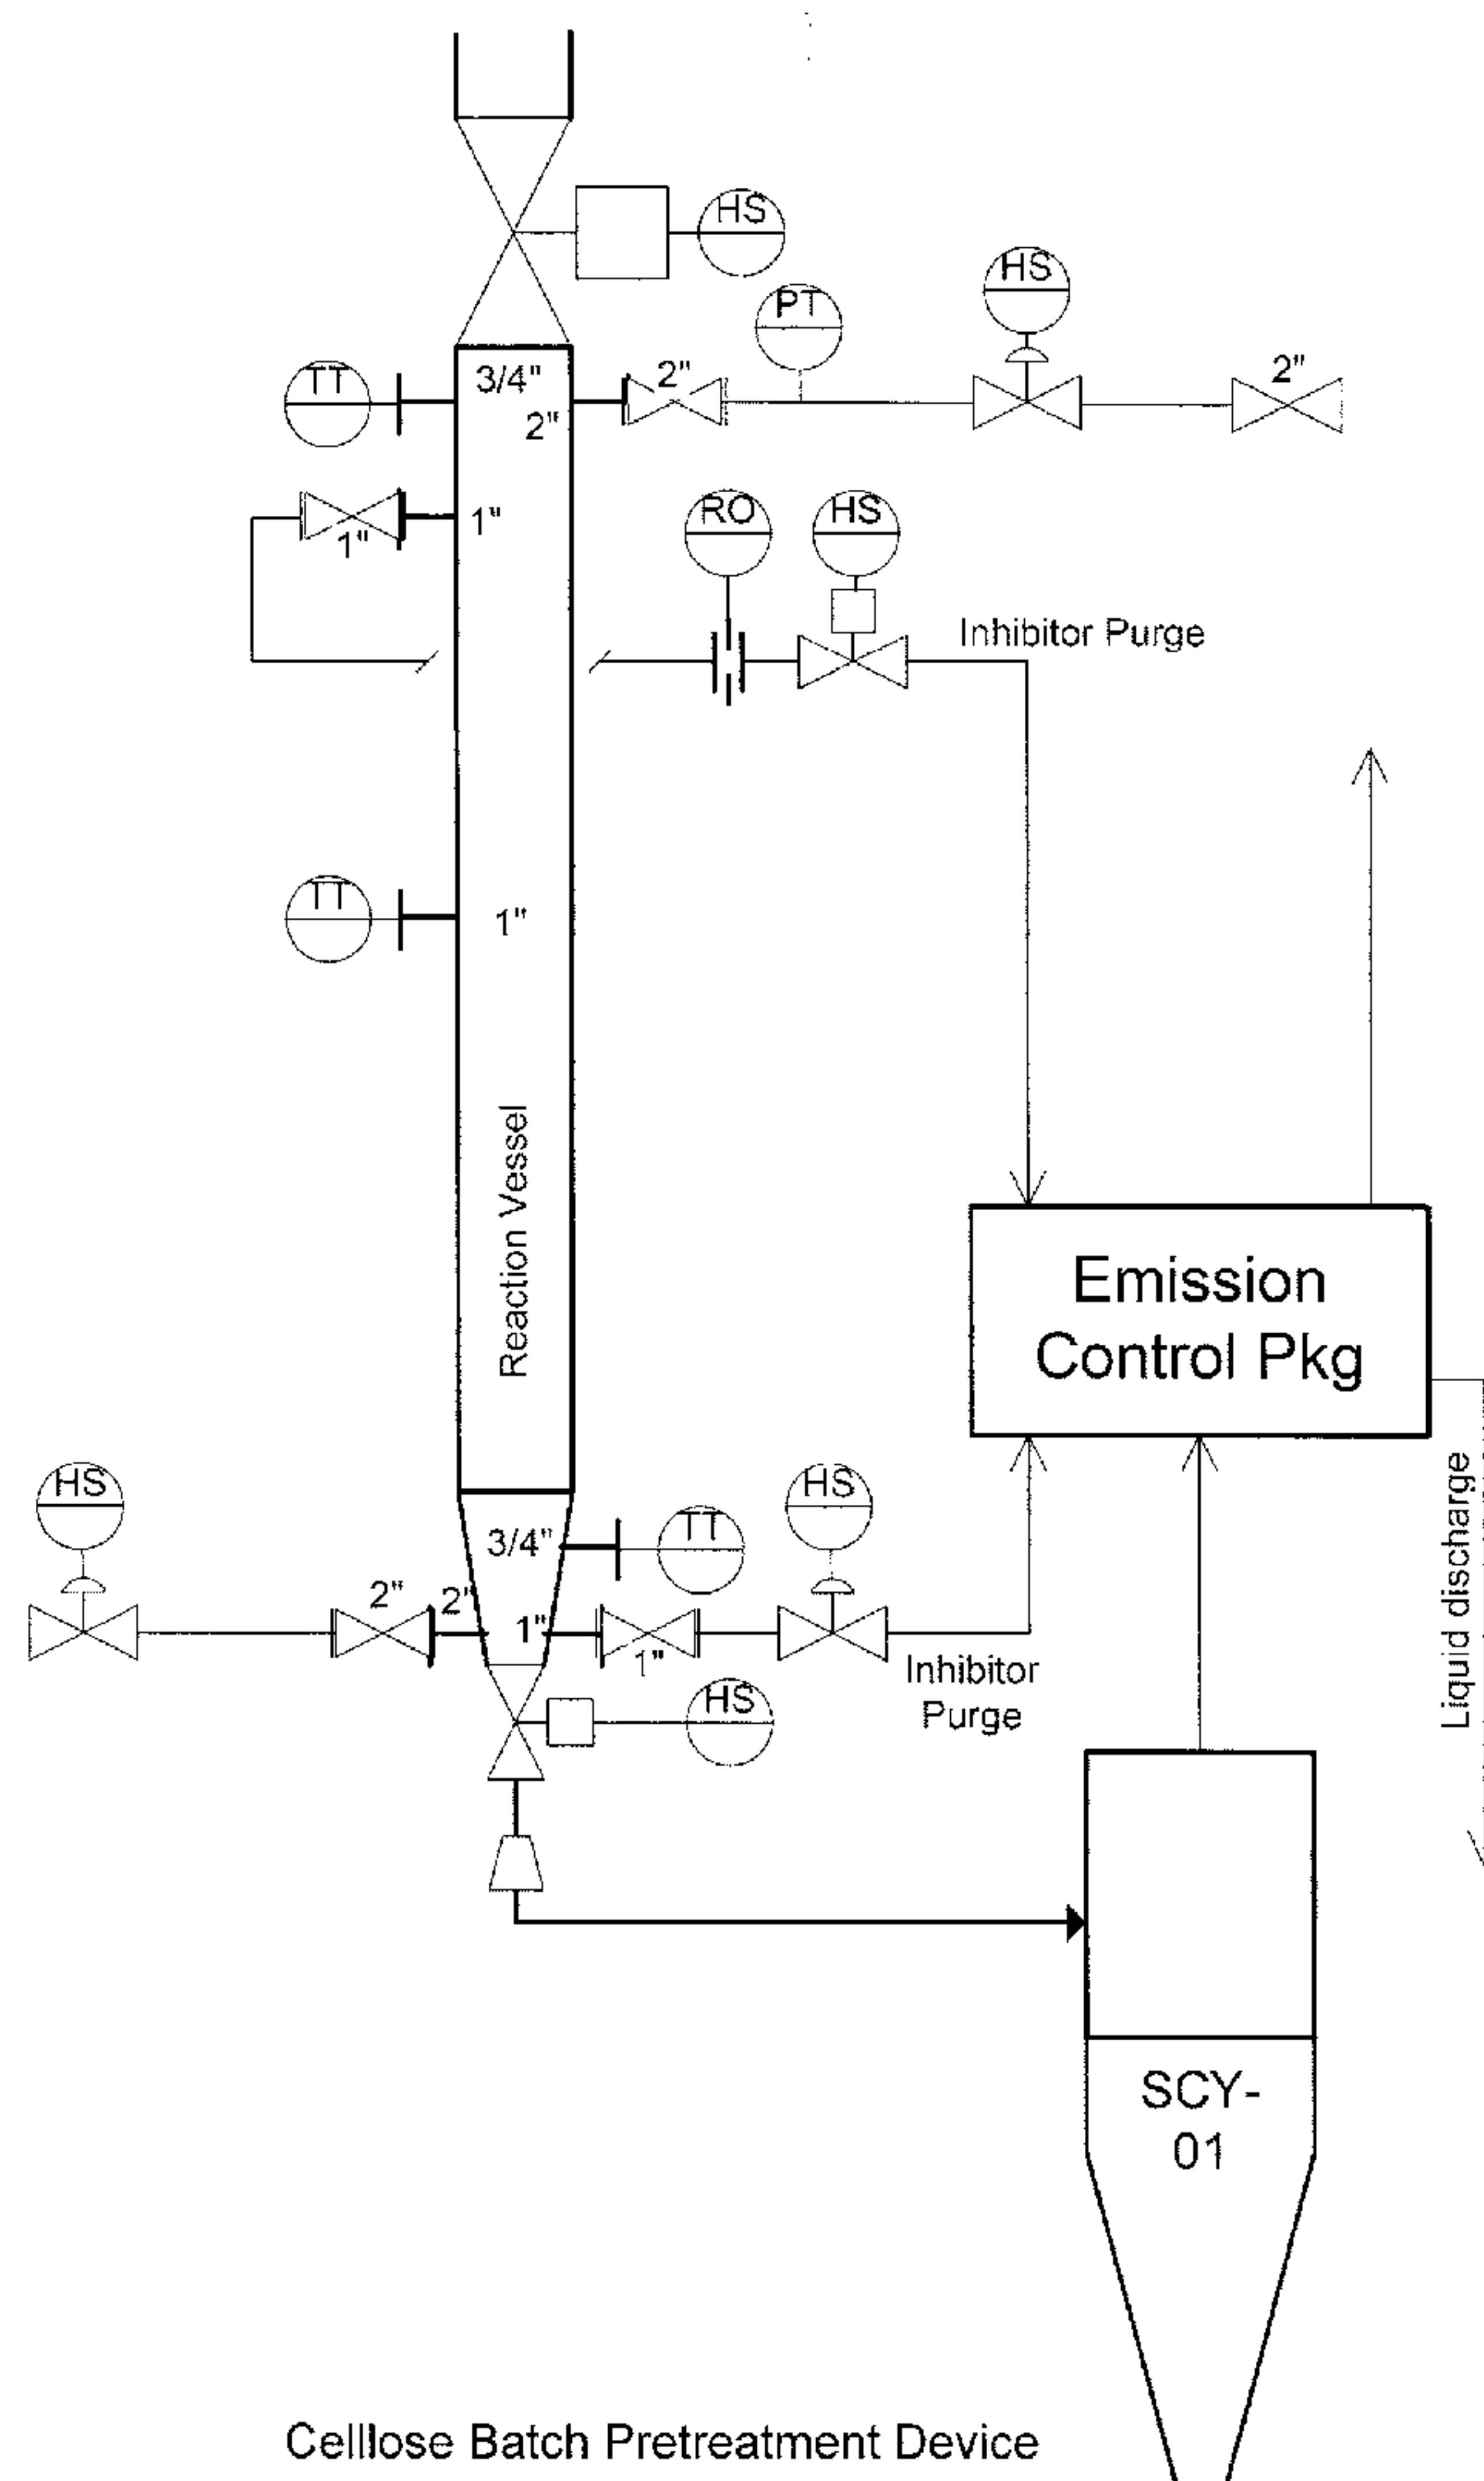 HS
HS
PT
TT
3/4"
2"
2"
2"
1"
1"
RO
HS
Inhibitor Purge
TT
1"
Reaction Vessel
Emission
Control Pkg
HS
HS
3/4"
TT
2"
2"
1"
1"
Inhibitor
Purge
HS
Liquid discharge
SCY-
01
Celllose Batch Pretreatment Device